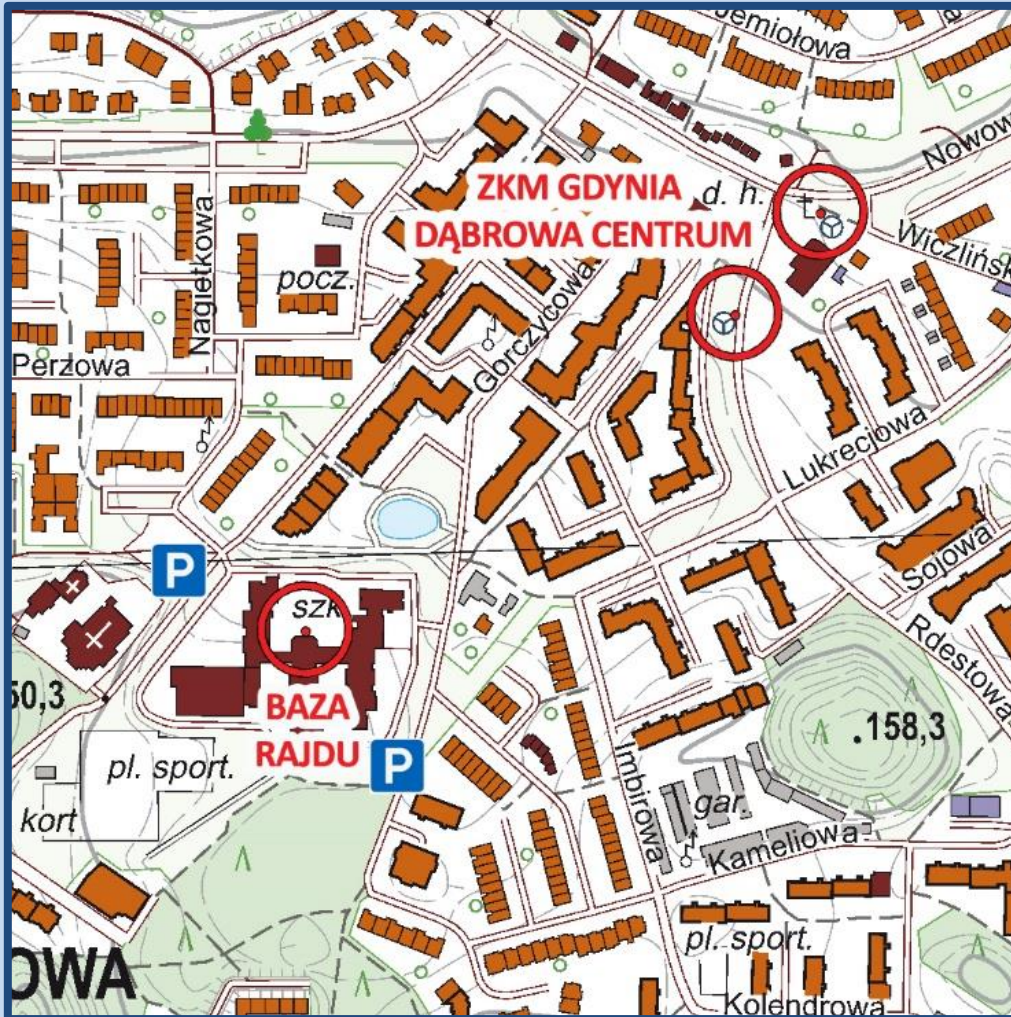 Jemiołowa
Nowow
ZKM GDYNIA
d. h.
DĄBROWA CENTRUM
Wiczlińsk
Nagietkowa
pocz.
Gorczycowa
Perzowa
Lukrecjowa
Sojowa
P
szk
Rdestowa
50,3
BAZA
RAJDU
158,3
P
pl. sport.
kort
Imbirowa
gar.
Kameliowa
pl. sport.
OWA
Kolendrowa